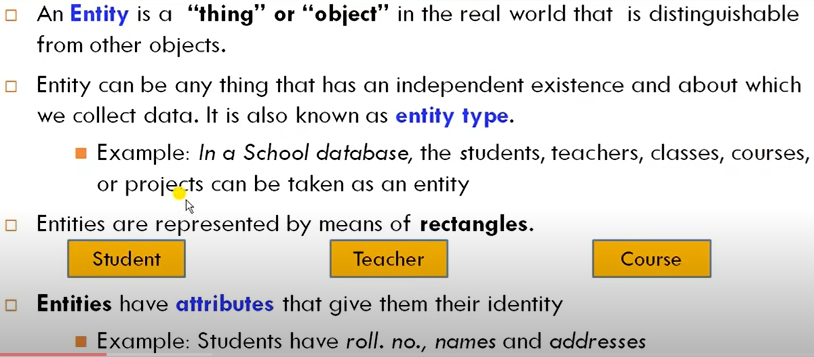 An Entity is a “thing” or “object” in the real world that is distinguishable
from other objects.
Entity can be any thing that has an independent existence and about which
we collect data. It is also known as entity type.
Example: In a School database, the students, teachers, classes, courses,
or projects can be taken as an entity
Entities are represented by means of rectangles.
Student Teacher Course
Entities have attributes that give them their identity
Example: Students have roll. no., names and addresses